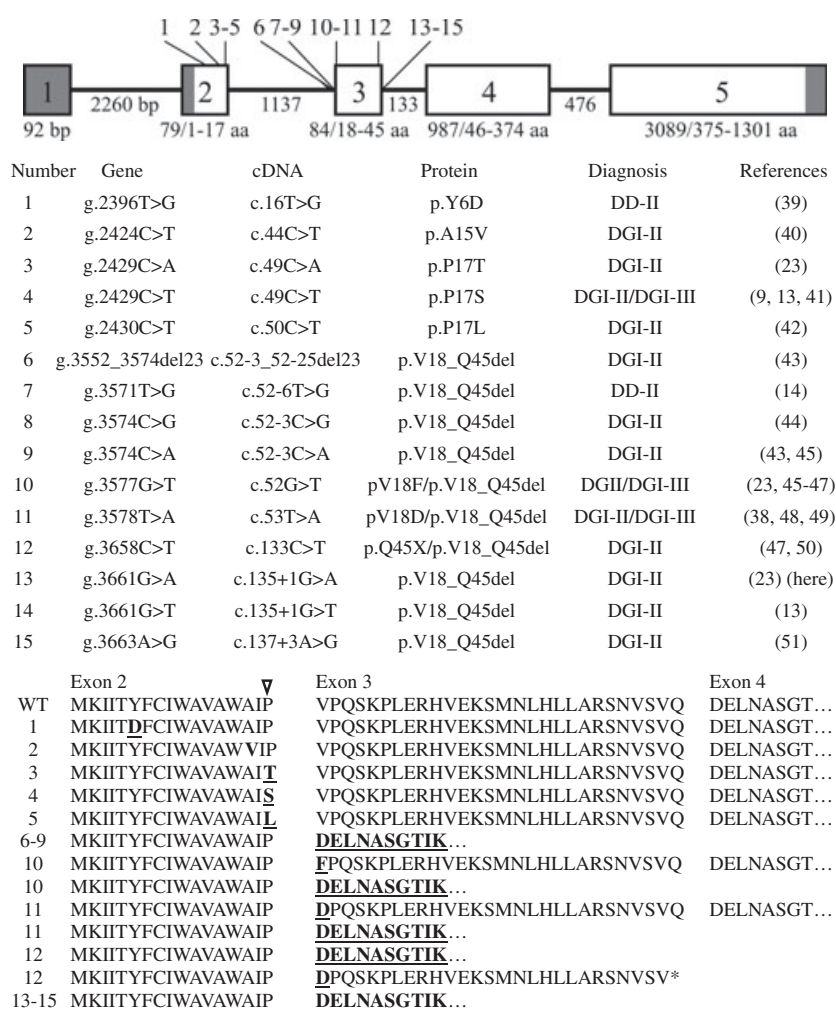 1 2 3-5 6 7-9 10-11 12 13-15
1 2 3 4 5
2260 bp 1137 133 476
92 bp 79/1-17 aa 84/18-45 aa 987/46-374 aa 3089/375-1301 aa
Number Gene cDNA Protein Diagnosis References
1 g.2396T>G c.16T>G p.Y6D DD-II (39)
2 g.2424C>T c.44C>T p.A15V DGI-II (40)
3 g.2429C>A c.49C>A p.P17T DGI-II (23)
4 g.2429C>T c.49C>T p.P17S DGI-II/DGI-III (9, 13, 41)
5 g.2430C>T c.50C>T p.P17L DGI-II (42)
6 g.3552_3574del23 c.52-3_52-25del23 p.V18_Q45del DGI-II (43)
7 g.3571T>G c.52-6T>G p.V18_Q45del DD-II (14)
8 g.3574C>G c.52-3C>G p.V18_Q45del DGI-II (44)
9 g.3574C>A c.52-3C>A p.V18_Q45del DGI-II (43, 45)
10 g.3577G>T c.52G>T pV18F/p.V18_Q45del DGII/DGI-III (23, 45-47)
11 g.3578T>A c.53T>A pV18D/p.V18_Q45del DGI-II/DGI-III (38, 48, 49)
12 g.3658C>T c.133C>T p.Q45X/p.V18_Q45del DGI-II (47, 50)
13 g.3661G>A c.135+1G>A p.V18_Q45del DGI-II (23) (here)
14 g.3661G>T c.135+1G>T p.V18_Q45del DGI-II (13)
15 g.3663A>G c.137+3A>G p.V18_Q45del DGI-II (51)
Exon 2 Exon 3 Exon 4
WT MKIITYFCIWAVAWAIP VPQSKPLERHVEKSMNLHLLARSNVSVQ DELNASGT…
1 MKIITDFCIWAVAWAIP VPQSKPLERHVEKSMNLHLLARSNVSVQ DELNASGT…
2 MKIITYFCIWAVAWVIP VPQSKPLERHVEKSMNLHLLARSNVSVQ DELNASGT…
3 MKIITYFCIWAVAWAIT VPQSKPLERHVEKSMNLHLLARSNVSVQ DELNASGT…
4 MKIITYFCIWAVAWAIS VPQSKPLERHVEKSMNLHLLARSNVSVQ DELNASGT…
5 MKIITYFCIWAVAWAIL VPQSKPLERHVEKSMNLHLLARSNVSVQ DELNASGT…
6-9 MKIITYFCIWAVAWAIP DELNASGTIK…
10 MKIITYFCIWAVAWAIP FPQSKPLERHVEKSMNLHLLARSNVSVQ DELNASGT…
10 MKIITYFCIWAVAWAIP DELNASGTIK…
11 MKIITYFCIWAVAWAIP DPQSKPLERHVEKSMNLHLLARSNVSVQ DELNASGT…
11 MKIITYFCIWAVAWAIP DELNASGTIK…
12 MKIITYFCIWAVAWAIP DELNASGTIK…
12 MKIITYFCIWAVAWAIP DPQSKPLERHVEKSMNLHLLARSNVSV*
13-15 MKIITYFCIWAVAWAIP DELNASGTIK…